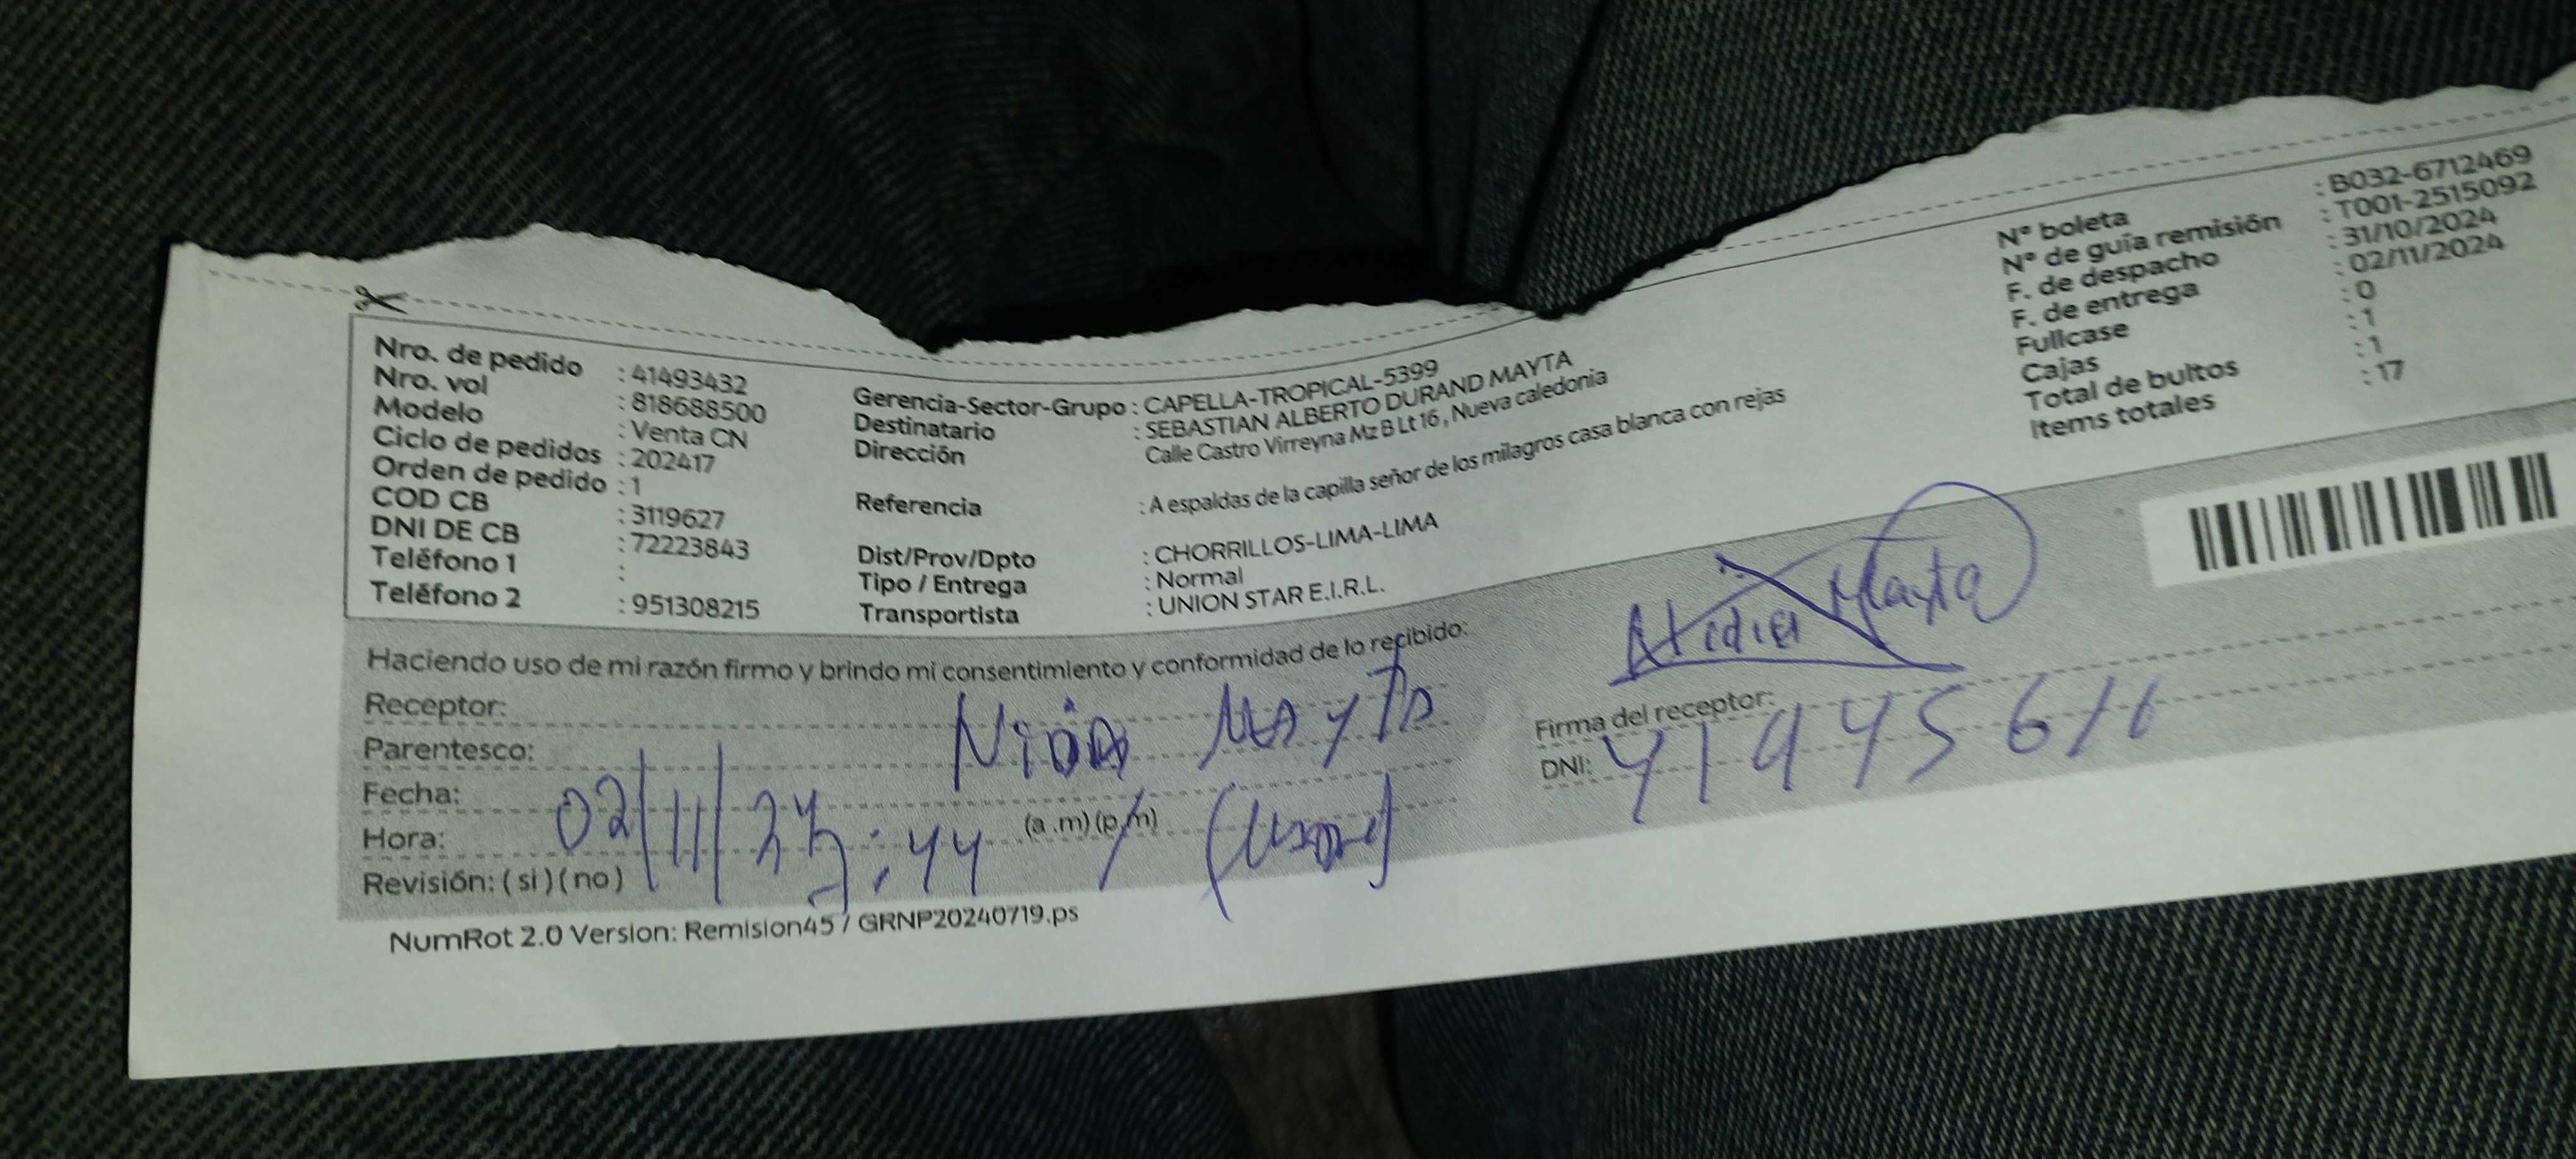 Nro. de pedido : 41493432
Nro. vol : 818688500
Modelo : Venta CN
Ciclo de pedidos : 202417
Orden de pedido : 1
COD CB : 3119627
DNI DE CB : 72223843
Teléfono 1 :
Teléfono 2 : 951308215
Gerencia-Sector-Grupo : CAPELLA-TROPICAL-5399
Destinatario : SEBASTIAN ALBERTO DURAND MAYTA
Dirección Calle Castro Virreyna Mz B Lt 16 , Nueva caledonia
Referencia : A espaldas de la capilla señor de los milagros casa blanca con rejas
Dist/Prov/Dpto : CHORRILLOS-LIMA-LIMA
Tipo / Entrega : Normal
Transportista : UNION STAR E.I.R.L.
N° boleta : B032-6712469
N° de guía remisión : T001-2515092
F. de despacho : 31/10/2024
F. de entrega : 02/11/2024
Fullcase : 0
Cajas : 1
Total de bultos : 1
Items totales : 17
Haciendo uso de mi razón firmo y brindo mi consentimiento y conformidad de lo recibido:
Receptor: Mayta
Parentesco:
Fecha: 02/11/24
Hora: :44 (a .m) (p.m)
Revisión: ( si ) ( no )
Mayta
Firma del receptor:
DNI:
NumRot 2.0 Version: Remision45 / GRNP20240719.ps